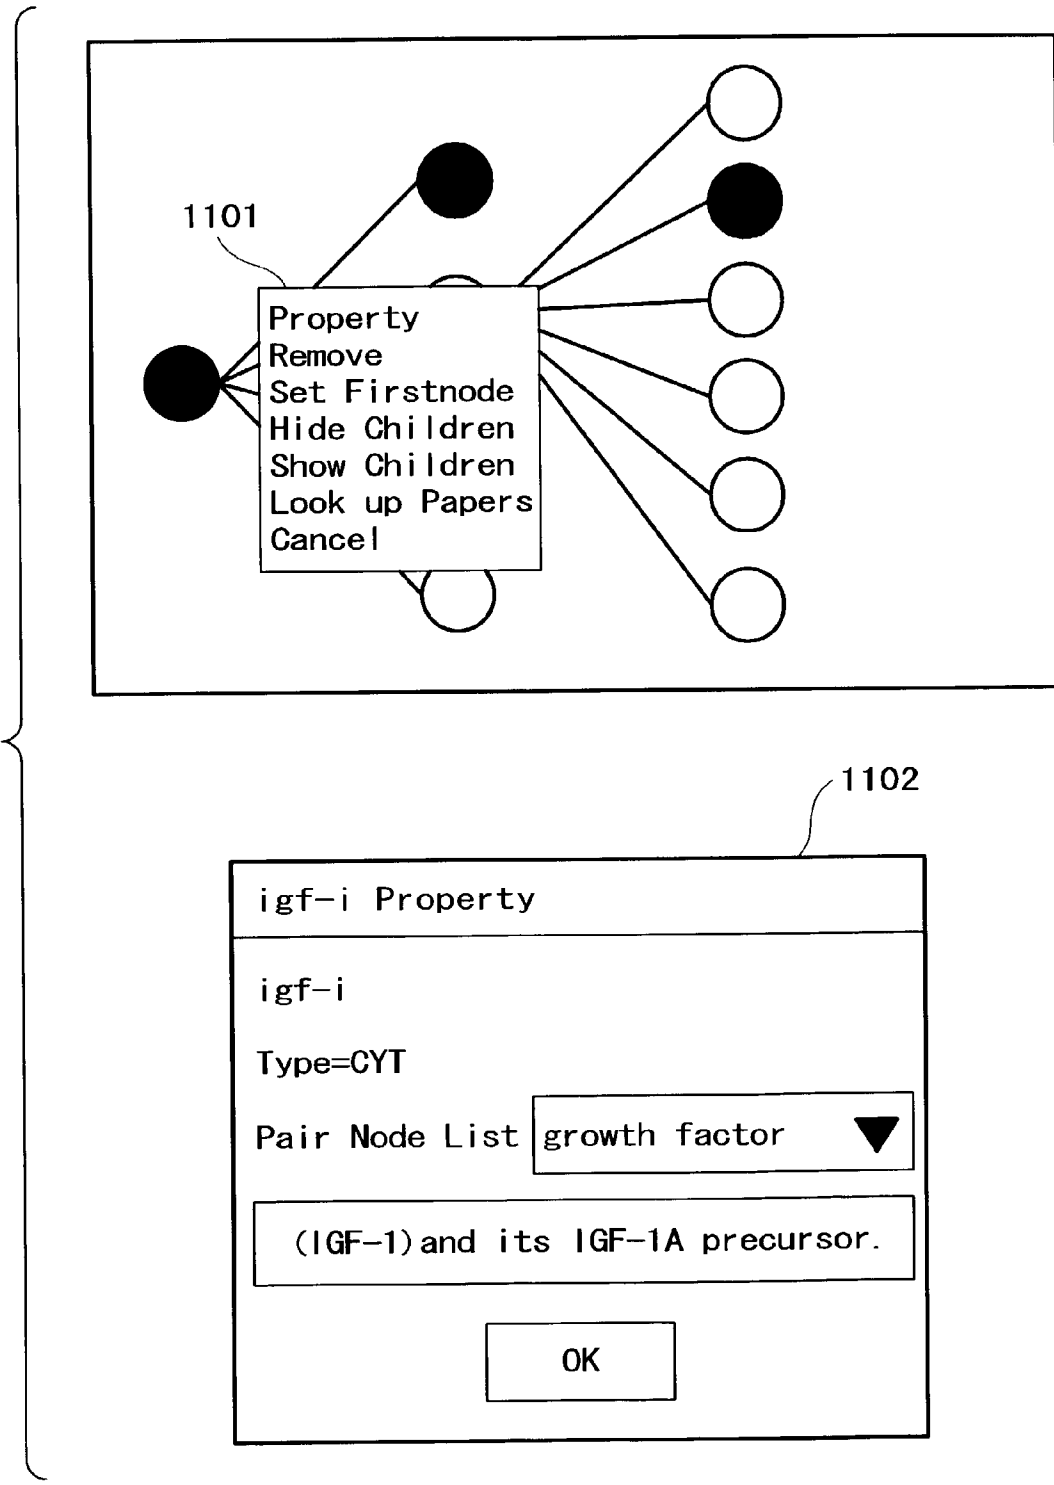 1101
Property
Remove
Set Firstnode
Hide Children
Show Children
Look up Papers
Cancel
1102
igf-i Property
igf-i
Type=CYT
Pair Node List growth factor
(IGF-1)and its IGF-1A precursor.
OK